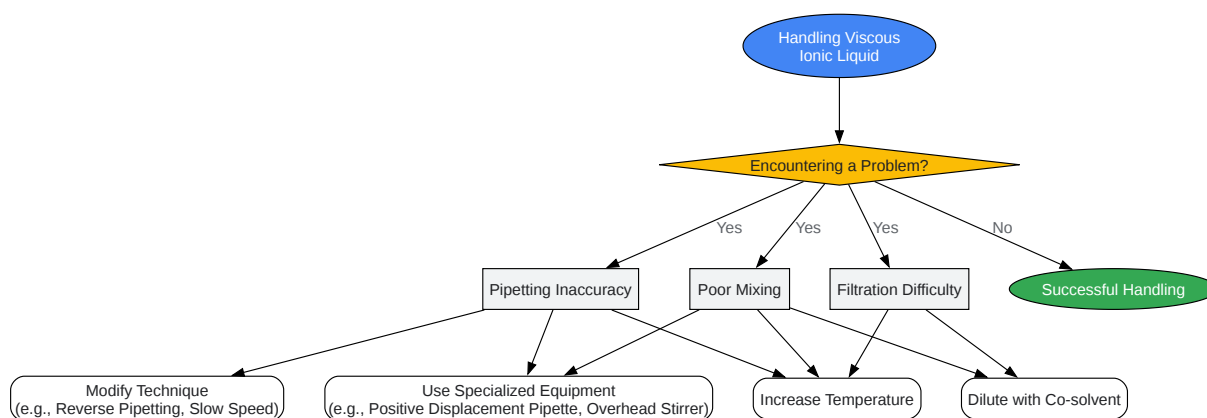 Handling Viscous
Ionic Liquid
Encountering a Problem?
Yes
Yes
Yes
No
Pipetting Inaccuracy
Poor Mixing
Filtration Difficulty
Successful Handling
Modify Technique
(e.g., Reverse Pipetting, Slow Speed)
Use Specialized Equipment
(e.g., Positive Displacement Pipette, Overhead Stirrer)
Increase Temperature
Dilute with Co-solvent